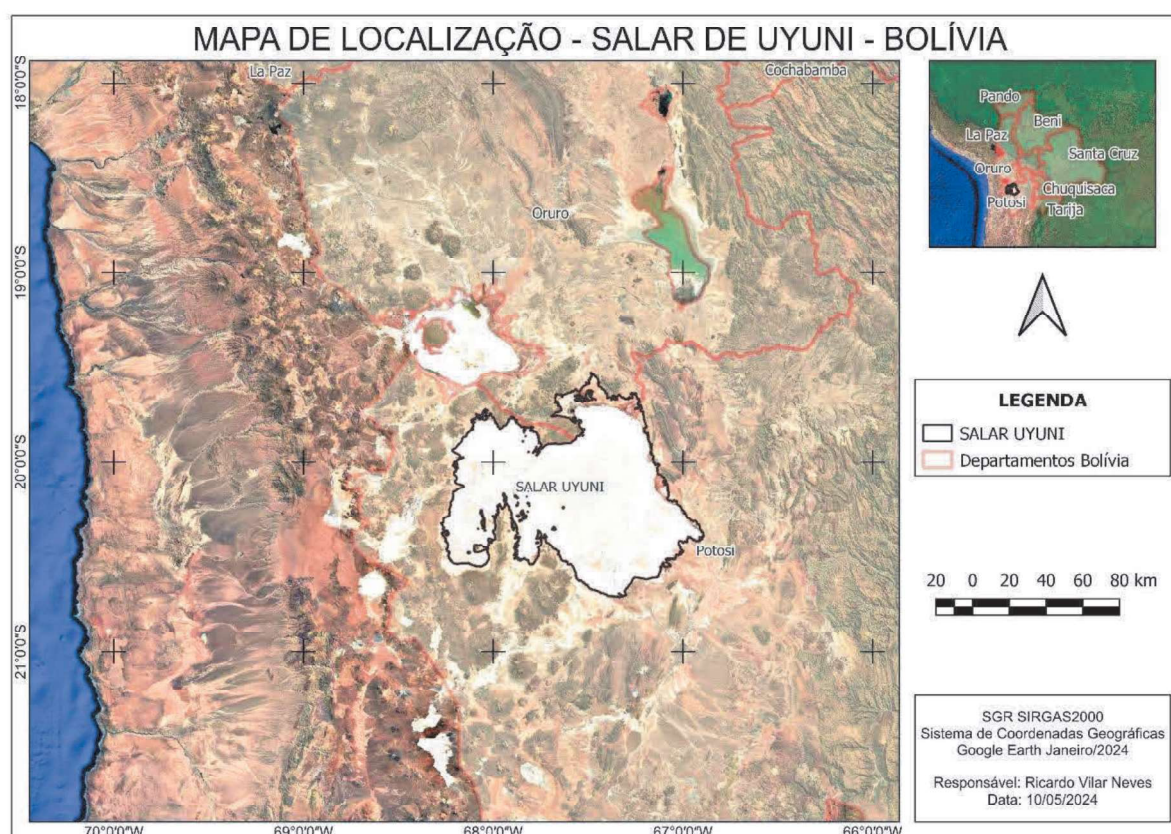 MAPA DE LOCALIZAÇÃO - SALAR DE UYUNI - BOLÍVIA
La Paz
Cochabamba
18°0'0"S
Oruro
19°0'0"S
20°0'0"S
SALAR UYUNI
Potosi
21°0'0"S
70°0'0"W
69°0'0"W
68°0'0"W
67°0'0"W
66°0'0"W
Pando
Beni
La Paz
Santa Cruz
Oruro
Chuquisaca
Potosi
Tarija
LEGENDA
SALAR UYUNI
Departamentos Bolívia
20 0 20 40 60 80 km
SGR SIRGAS2000
Sistema de Coordenadas Geográficas
Google Earth Janeiro/2024
Responsável: Ricardo Vilar Neves
Data: 10/05/2024